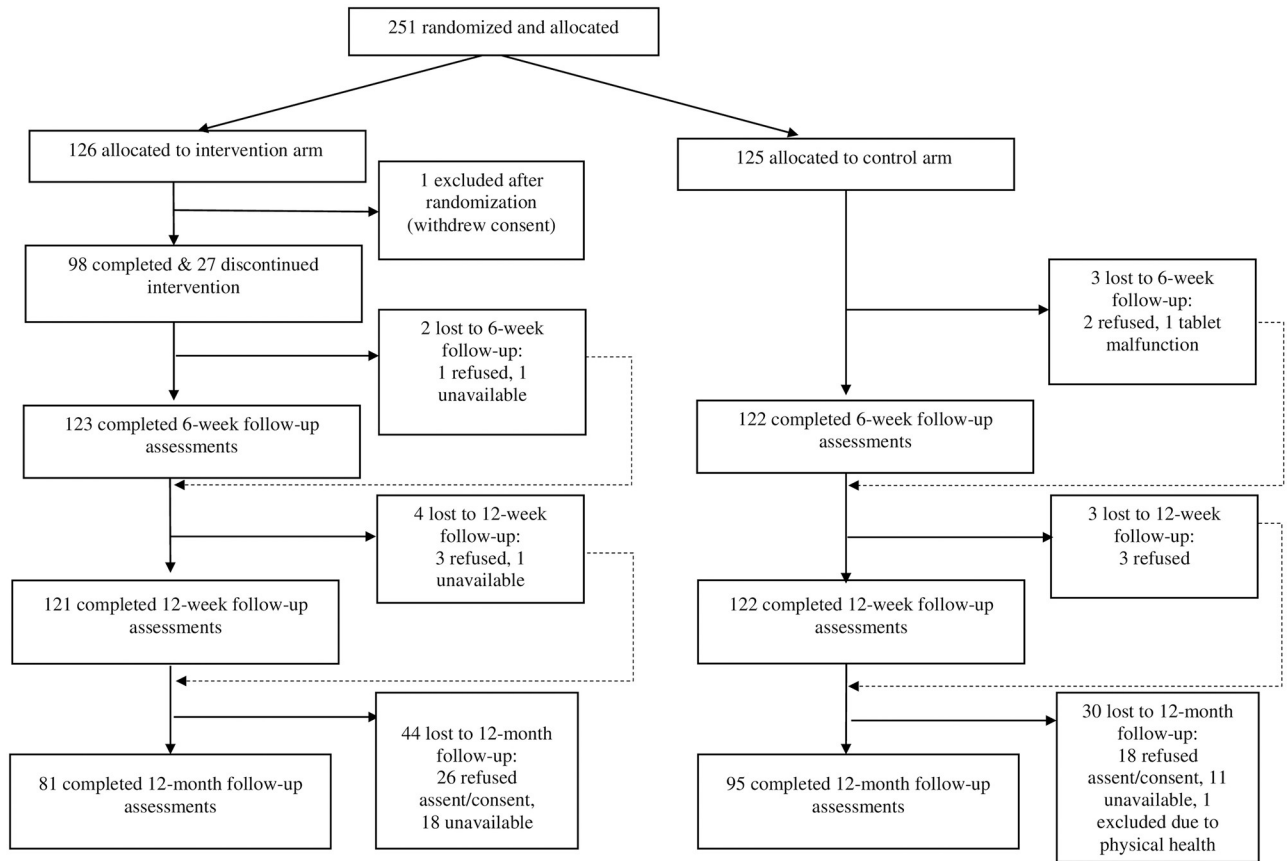 251 randomized and allocated
126 allocated to intervention arm
125 allocated to control arm
1 excluded after
randomization
(withdrew consent)
98 completed & 27 discontinued
intervention
3 lost to 6-week
follow-up:
2 refused, 1 tablet
malfunction
2 lost to 6-week
follow-up:
1 refused, 1
unavailable
123 completed 6-week follow-up
assessments
122 completed 6-week follow-up
assessments
4 lost to 12-week
follow-up:
3 refused, 1
unavailable
3 lost to 12-week
follow-up:
3 refused
121 completed 12-week follow-up
assessments
122 completed 12-week follow-up
assessments
44 lost to 12-month
follow-up:
26 refused
assent/consent,
18 unavailable
30 lost to 12-month
follow-up:
18 refused
assent/consent, 11
unavailable, 1
excluded due to
physical health
81 completed 12-month follow-up
assessments
95 completed 12-month follow-up
assessments